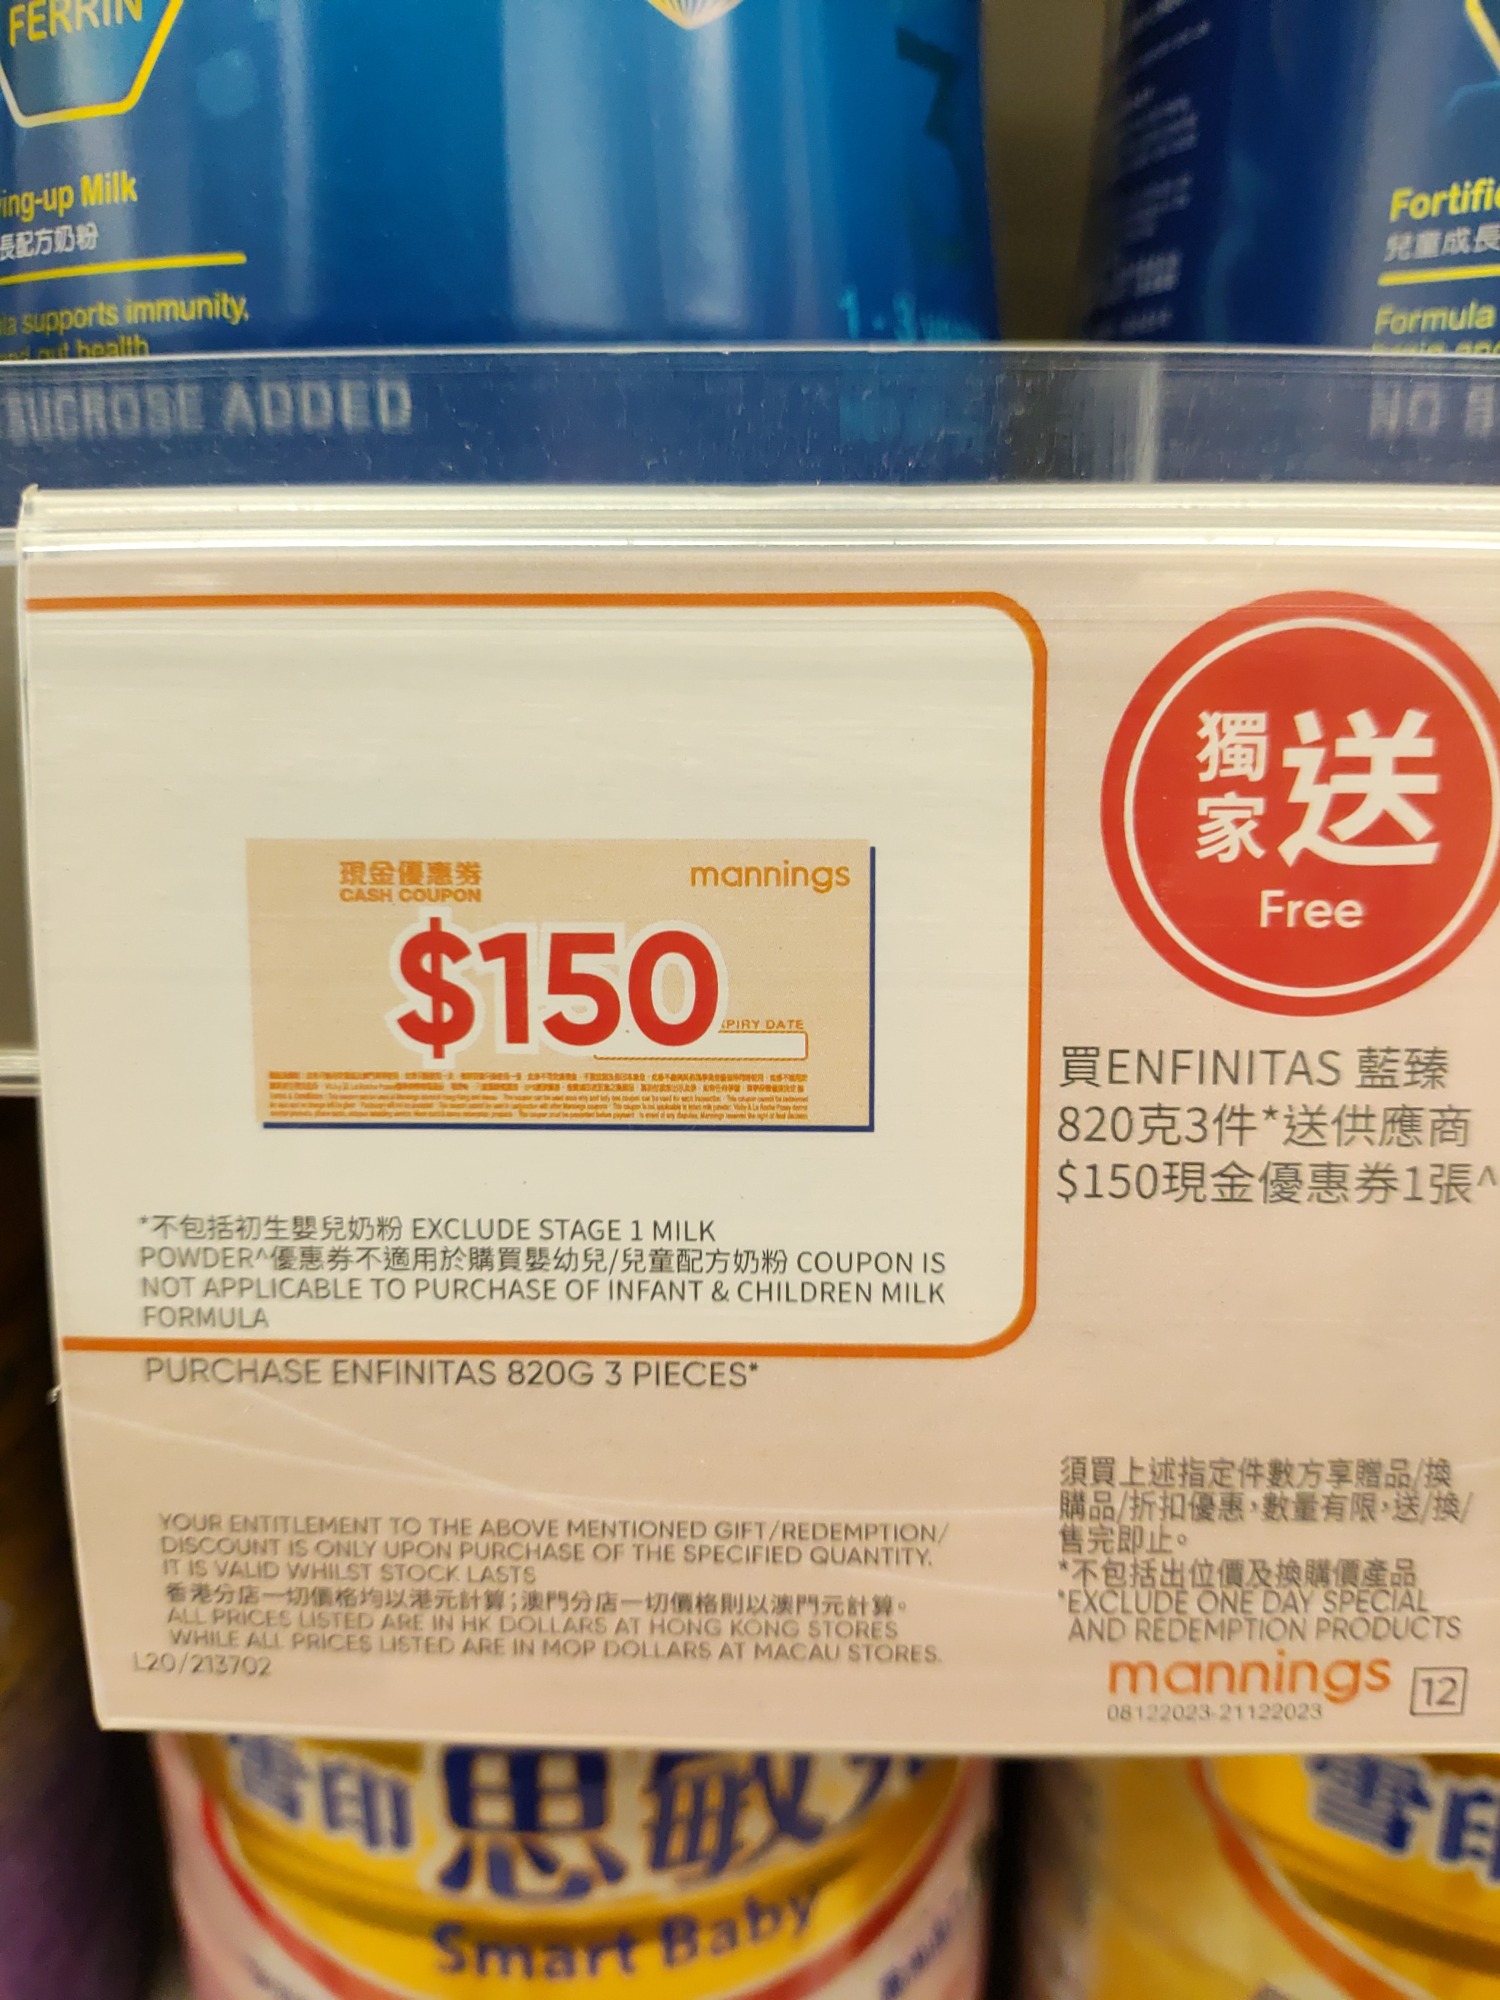 FERRIN
ing-up Milk
長配方奶粉
supports immunity,
gut health
SUCROSE ADDED
1-3
Fortifie
兒童成長
Formula
NO
現金優惠券
CASH COUPON
mannings
$150
PIRY DATE
獨家送
Free
買ENFINITAS 藍臻
820克3件*送供應商
$150現金優惠券1張^
*不包括初生嬰兒奶粉 EXCLUDE STAGE 1 MILK
POWDER^優惠券不適用於購買嬰幼兒/兒童配方奶粉 COUPON IS
NOT APPLICABLE TO PURCHASE OF INFANT & CHILDREN MILK
FORMULA
PURCHASE ENFINITAS 820G 3 PIECES*
YOUR ENTITLEMENT TO THE ABOVE MENTIONED GIFT/REDEMPTION/
DISCOUNT IS ONLY UPON PURCHASE OF THE SPECIFIED QUANTITY.
IT IS VALID WHILST STOCK LASTS
香港分店一切價格均以港元計算；澳門分店一切價格則以澳門元計算。
ALL PRICES LISTED ARE IN HK DOLLARS AT HONG KONG STORES
WHILE ALL PRICES LISTED ARE IN MOP DOLLARS AT MACAU STORES.
L20/213702
須買上述指定件數方享贈品/換
購品/折扣優惠，數量有限，送/換/
售完即止。
*不包括出位價及換購價產品
*EXCLUDE ONE DAY SPECIAL
AND REDEMPTION PRODUCTS
mannings 12
08122023-21122023
雪印 思敏
Smart Baby
雪印